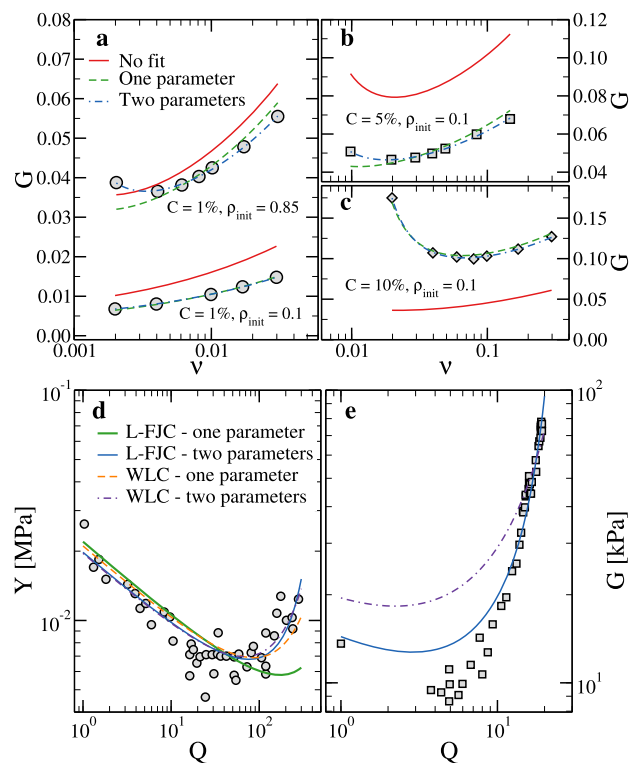 a
0.08
0.07
0.06
0.05
0.04
0.03
0.02
0.01
0.00
G
No fit
One parameter
Two parameters
C = 1%, ρinit = 0.85
C = 1%, ρinit = 0.1
0.001
0.01
ν
b
C = 5%, ρinit = 0.1
0.12
0.10
0.08
0.06
0.04
G
c
C = 10%, ρinit = 0.1
0.15
0.10
0.05
0.00
G
0.01
0.1
ν
d
10-1
10-2
Y [MPa]
L-FJC - one parameter
L-FJC - two parameters
WLC - one parameter
WLC - two parameters
100
101
102
Q
e
102
101
G [kPa]
100
101
Q